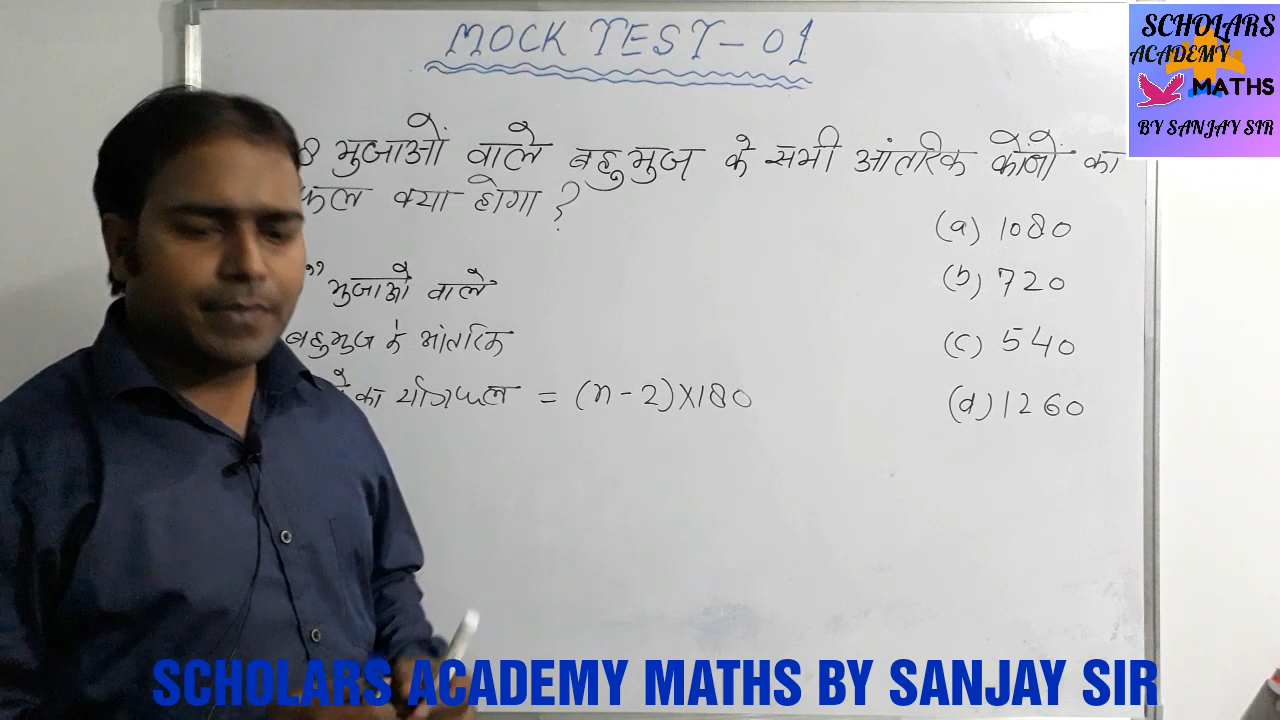 MOCK TEST-01
SCHOLARS
ACADEMY
MATHS
BY SANJAY SIR
8 भुजाओं वाले बहुभुज के सभी आंतरिक कोणों का
फल क्या होगा ?
(a) 1080
(b) 720
(c) 540
(d) 1260
" भुजाओ वाले
बहुभुज के आंतरिक
का योगफल = (n-2)×180
SCHOLARS ACADEMY MATHS BY SANJAY SIR